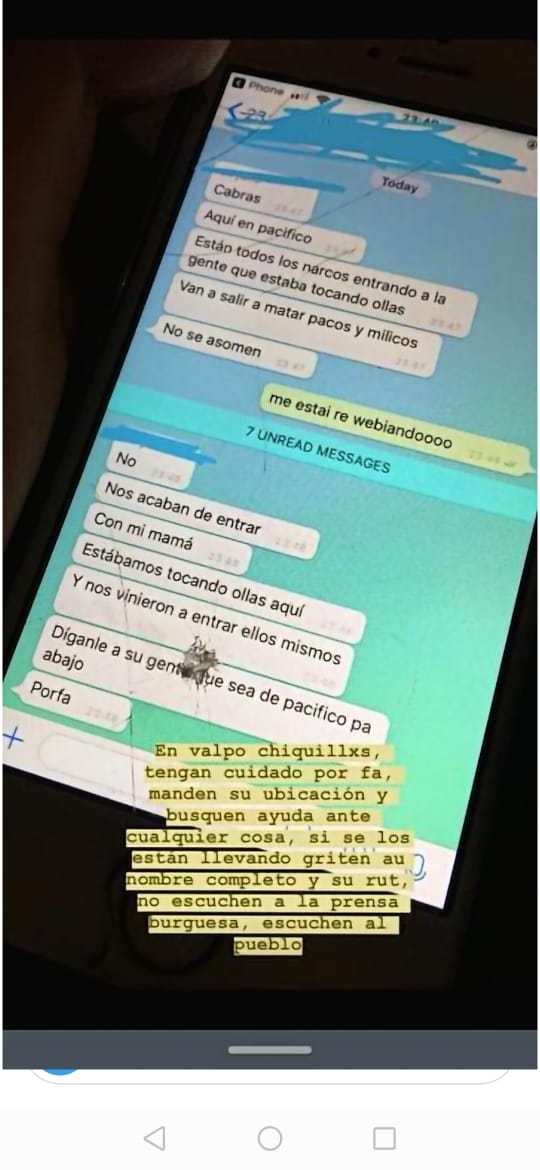 Phone
Today
Cabras
Aquí en pacifico
Están todos los narcos entrando a la
gente que estaba tocando ollas
Van a salir a matar pacos y milicos
No se asomen
me estai re webiandoooo
7 UNREAD MESSAGES
No
Nos acaban de entrar
Con mi mamá
Estábamos tocando ollas aquí
Y nos vinieron a entrar ellos mismos
Díganle a su que sea de pacifico pa
abajo
Porfa
En valpo chiquillxs,
tengan cuidado por fa,
manden su ubicación y
busquen ayuda ante
cualquier cosa, si se los
están llevando griten au
nombre completo y su rut,
no escuchen a la prensa
burguesa, escuchen al
pueblo